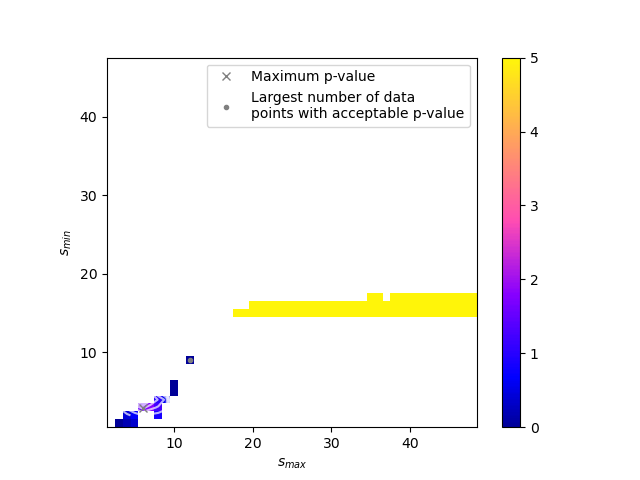 Maximum p-value
Largest number of data
points with acceptable p-value
40
30
20
10
s_min
10
20
30
40
s_max
5
4
3
2
1
0